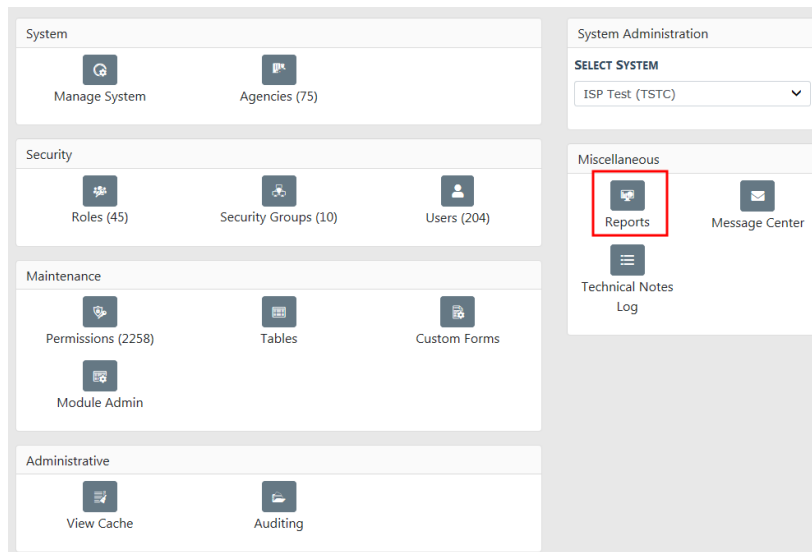 System
Manage System
Agencies (75)
Security
Roles (45)
Security Groups (10)
Users (204)
Maintenance
Permissions (2258)
Tables
Custom Forms
Module Admin
Administrative
View Cache
Auditing
System Administration
SELECT SYSTEM
ISP Test (TSTC)
Miscellaneous
Reports
Message Center
Technical Notes
Log